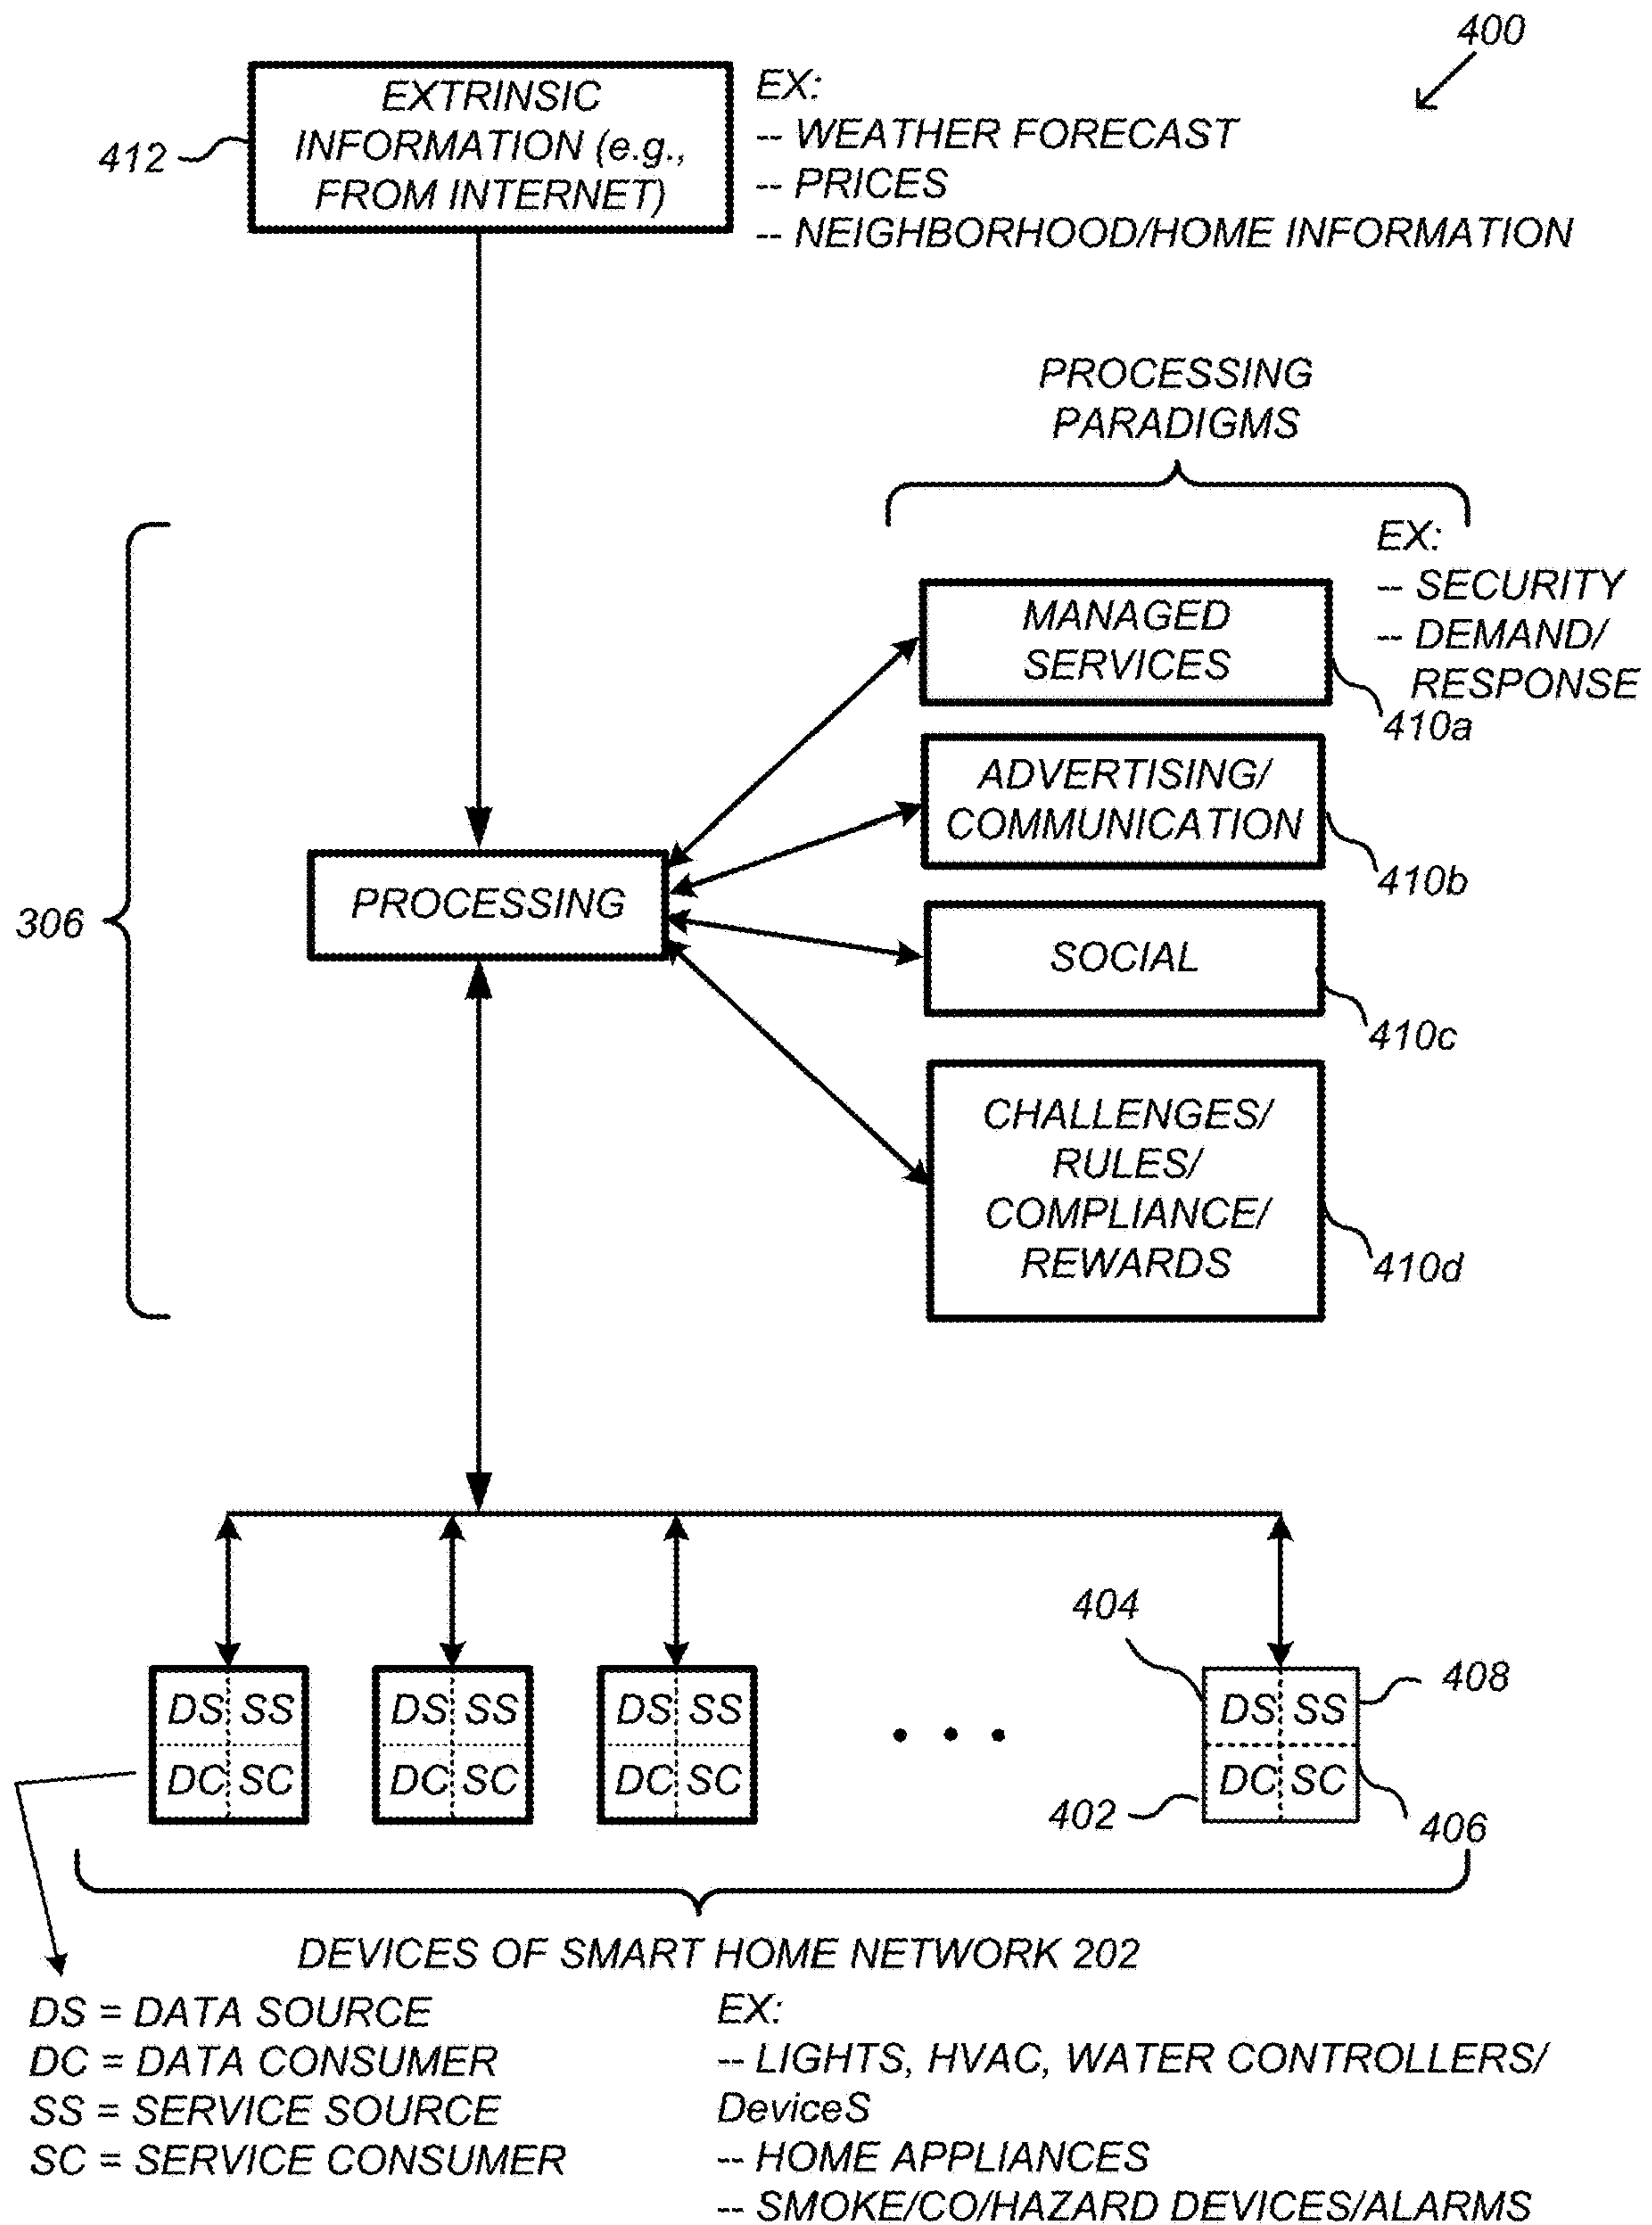 400
EXTRINSIC
INFORMATION (e.g.,
FROM INTERNET)
412
EX:
-- WEATHER FORECAST
-- PRICES
-- NEIGHBORHOOD/HOME INFORMATION
PROCESSING
PARADIGMS
EX:
-- SECURITY
-- DEMAND/
RESPONSE
MANAGED
SERVICES
410a
ADVERTISING/
COMMUNICATION
410b
306
PROCESSING
SOCIAL
410c
CHALLENGES/
RULES/
COMPLIANCE/
REWARDS
410d
404
408
DS SS
DC SC
DS SS
DC SC
DS SS
DC SC
DS SS
DC SC
402
406
DEVICES OF SMART HOME NETWORK 202
DS = DATA SOURCE
DC = DATA CONSUMER
SS = SERVICE SOURCE
SC = SERVICE CONSUMER
EX:
-- LIGHTS, HVAC, WATER CONTROLLERS/
DeviceS
-- HOME APPLIANCES
-- SMOKE/CO/HAZARD DEVICES/ALARMS